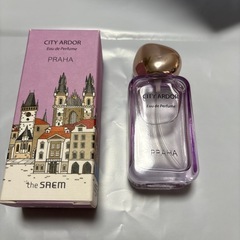 CITY ARDOR
Eau de Perfume
PRAHA
the SAEM
CITY ARDOR
Eau de Perfume
PRAHA